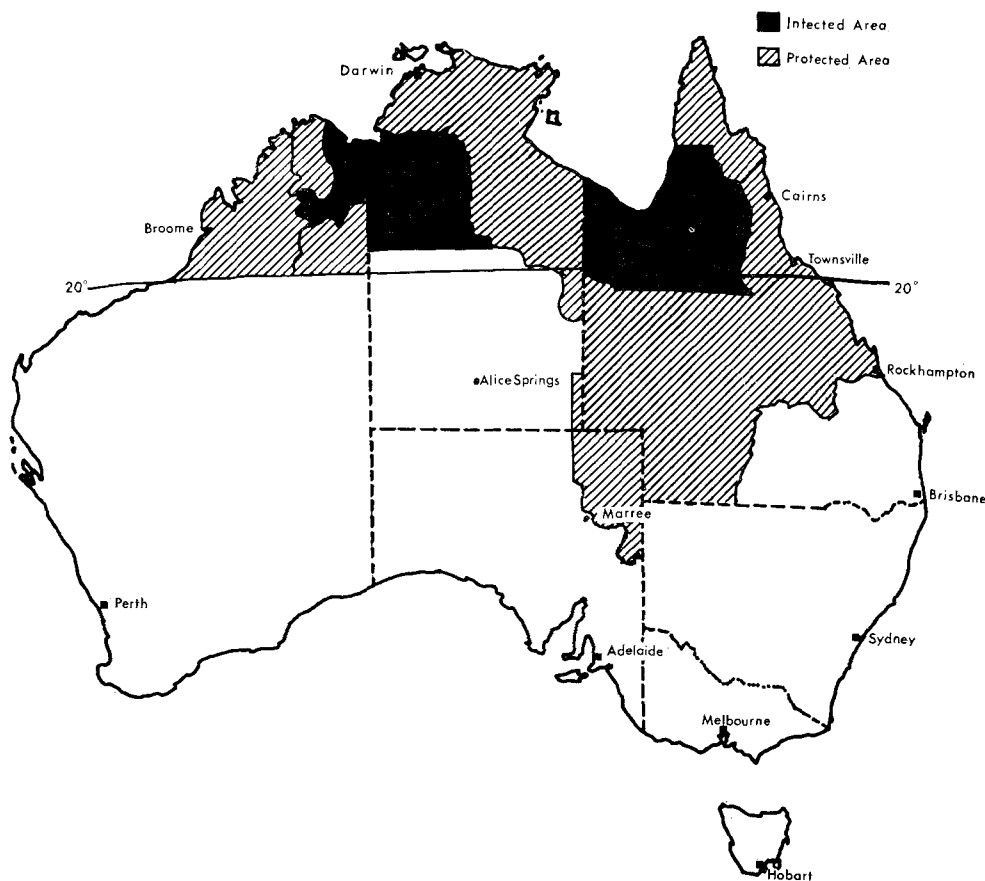 Infected Area
Protected Area
Darwin
Cairns
Broome
Townsville
20°
20°
Rockhampton
Alice Springs
Brisbane
Marree
Perth
Sydney
Adelaide
Melbourne
Hobart